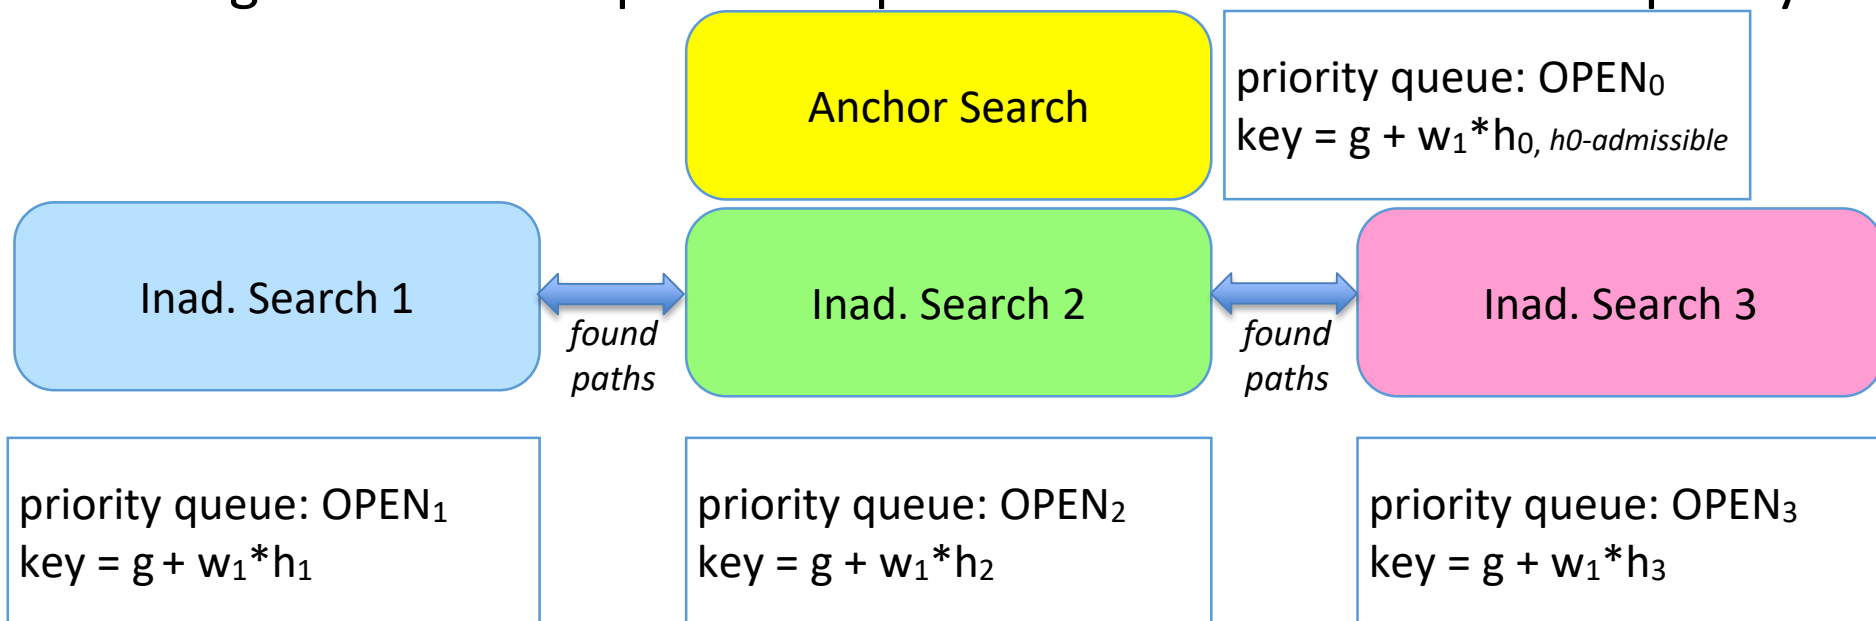 Anchor Search
priority queue: OPEN₀
key = g + w₁*h₀, h0-admissible
Inad. Search 1
found
paths
Inad. Search 2
found
paths
Inad. Search 3
priority queue: OPEN₁
key = g + w₁*h₁
priority queue: OPEN₂
key = g + w₁*h₂
priority queue: OPEN₃
key = g + w₁*h₃